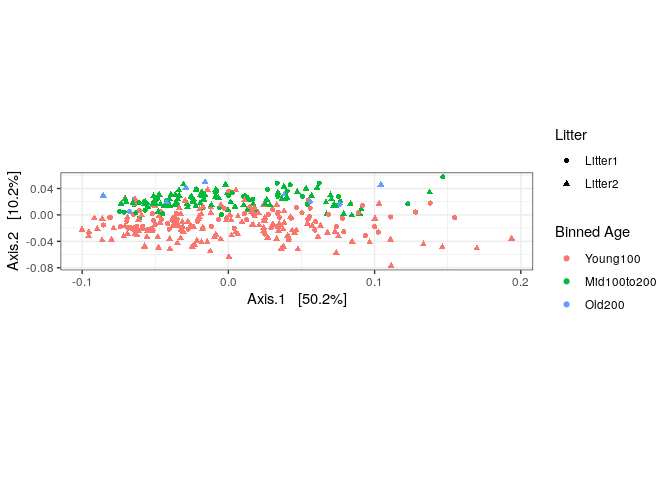 Litter
Litter1
Litter2
Binned Age
Young100
Mid100to200
Old200
Axis.2 [10.2%]
0.04
0.00
-0.04
-0.08
-0.1
0.0
0.1
0.2
Axis.1 [50.2%]